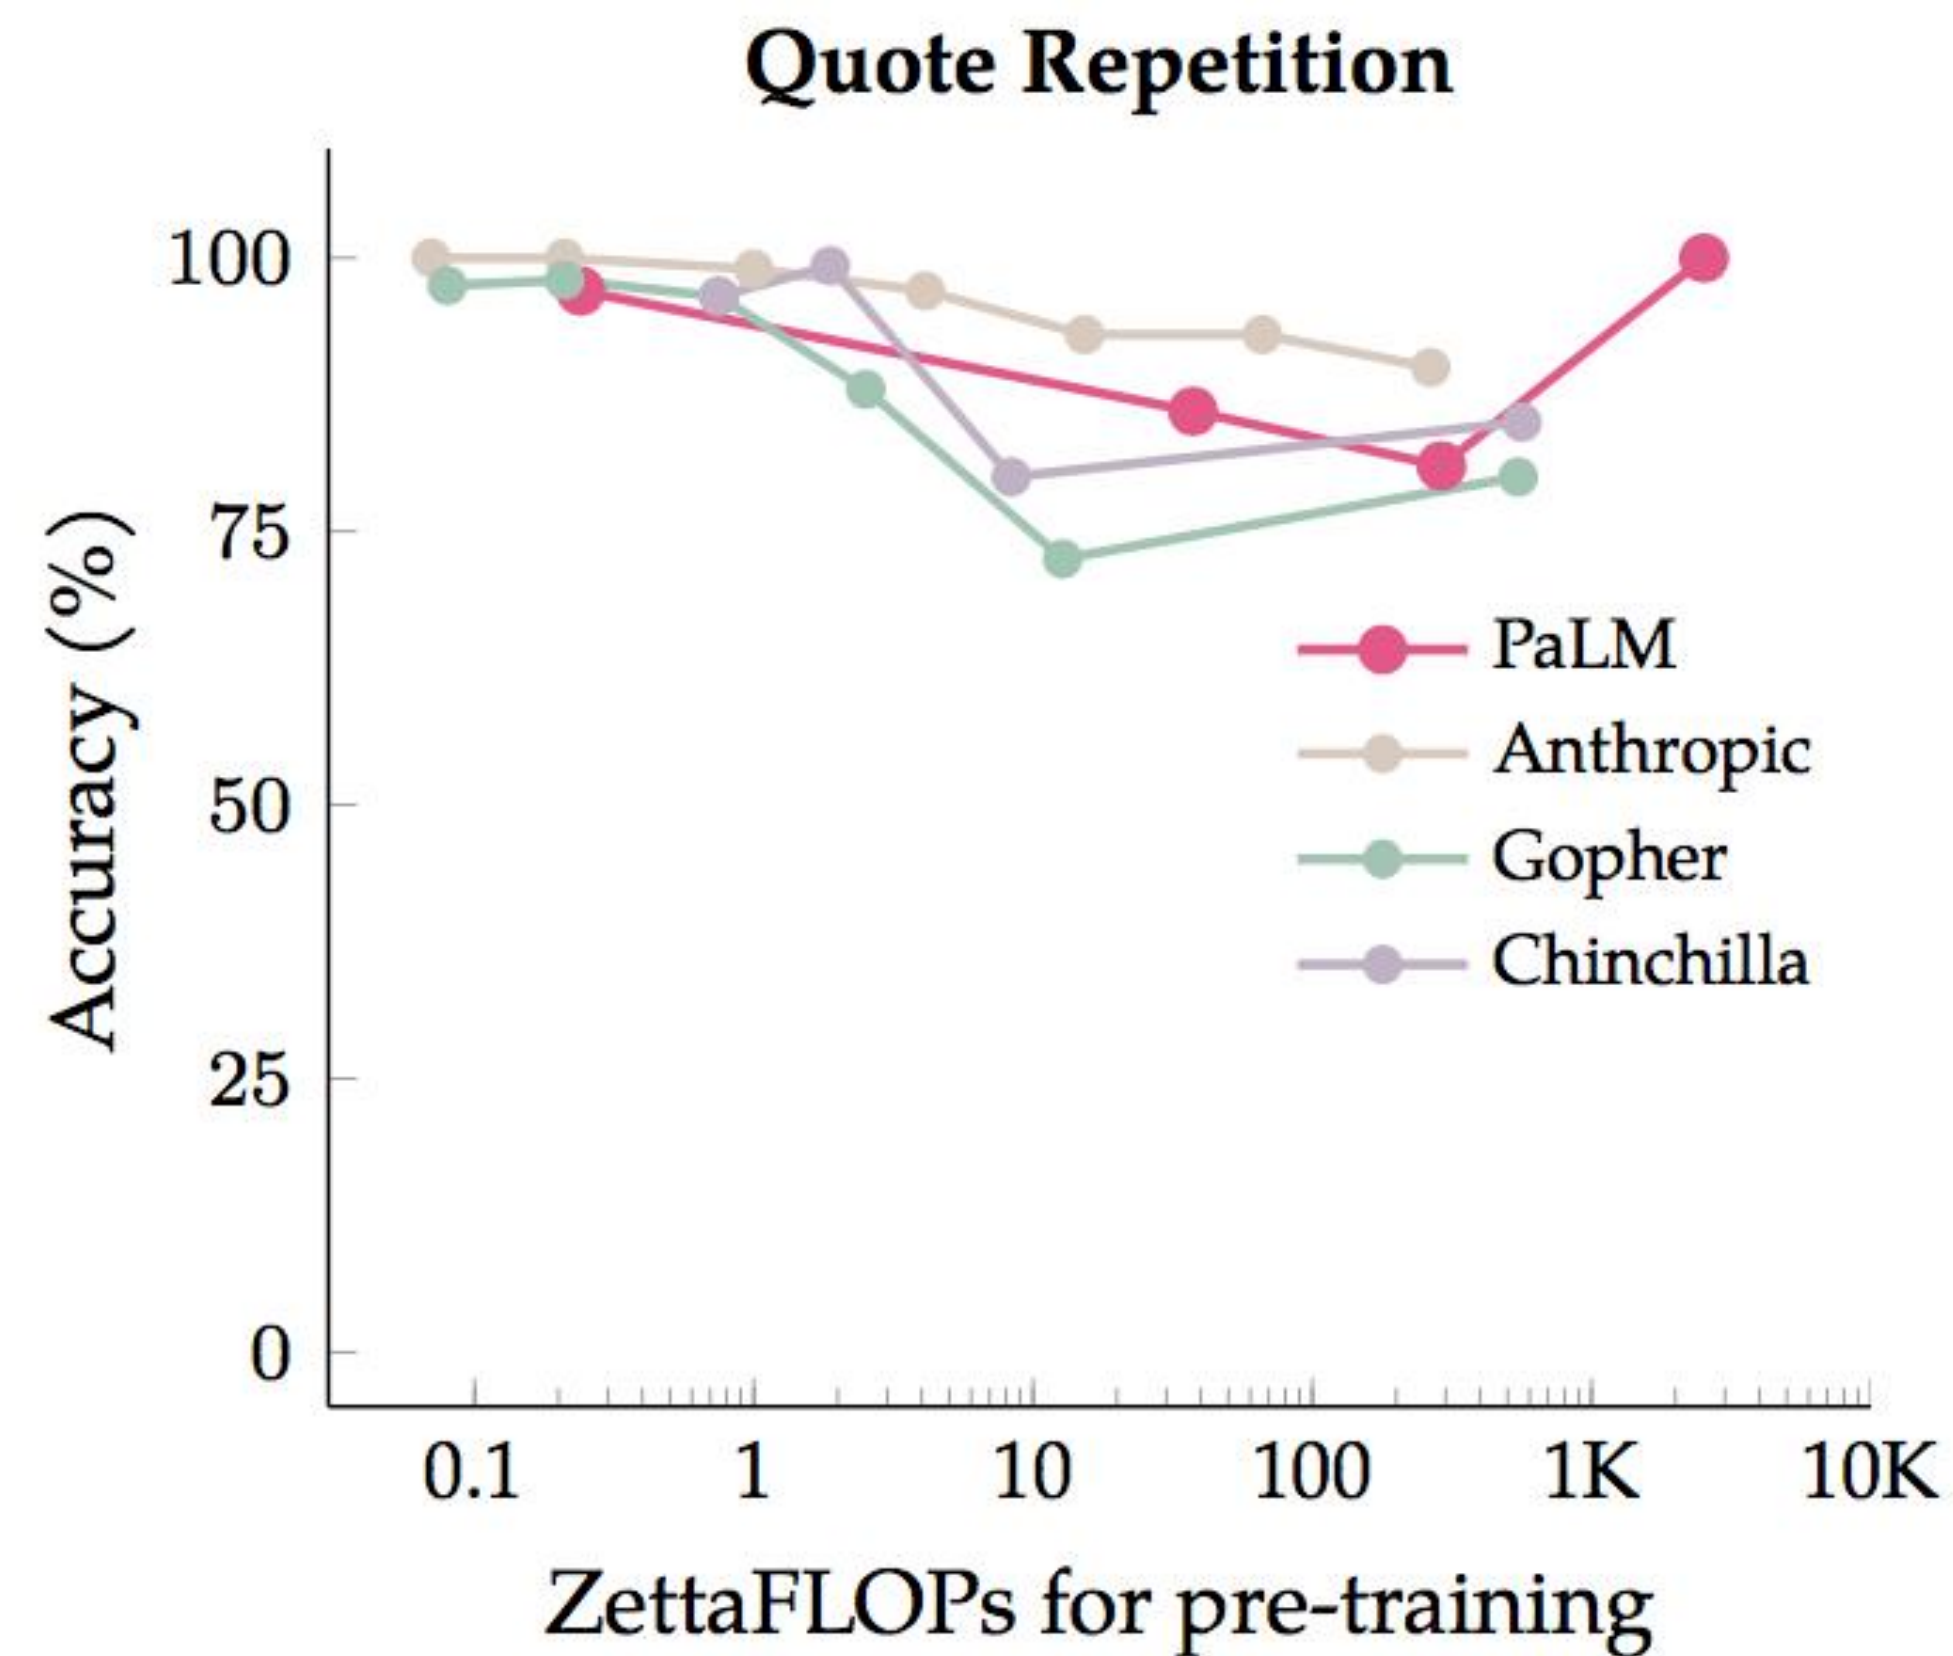 Quote Repetition
100
75
50
25
0
Accuracy (%)
PaLM
Anthropic
Gopher
Chinchilla
0.1 1 10 100 1K 10K
ZettaFLOPs for pre-training